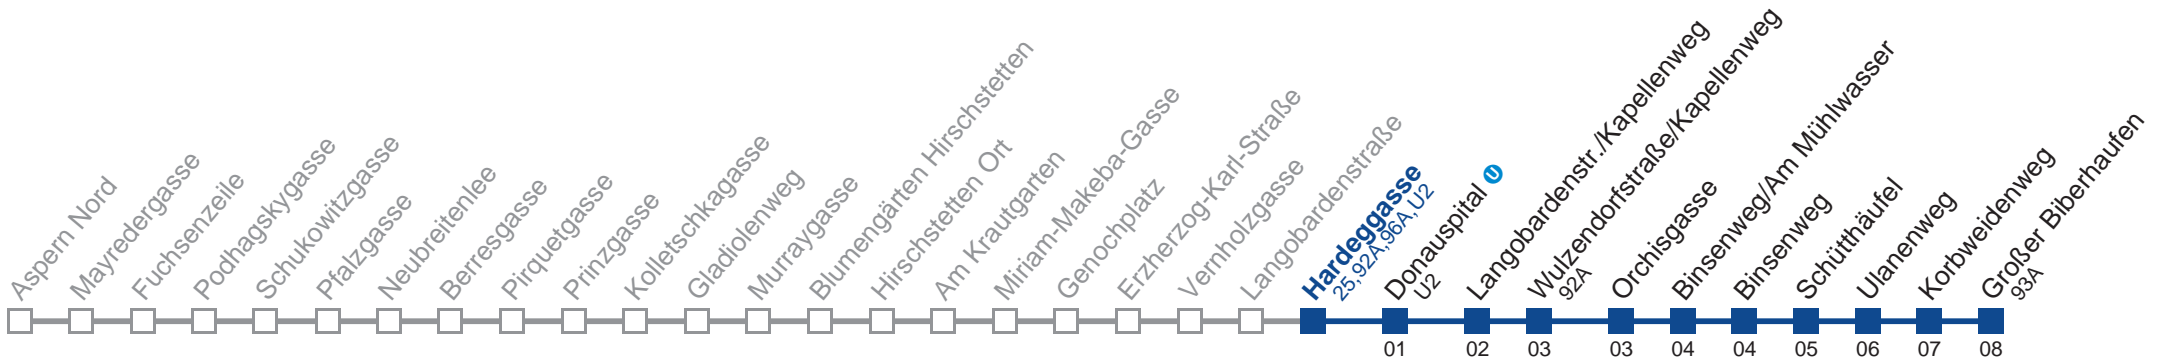 Aspern Nord
Mayredergasse
Fuchsenzeile
Podhagskygasse
Schukowitzgasse
Pfalzgasse
Neubreitenlee
Berresgasse
Pirquetgasse
Prinzgasse
Kolletschkagasse
Gladiolenweg
Murraygasse
Blumengärten Hirschstetten
Hirschstetten Ort
Am Krautgarten
Miriam-Makeba-Gasse
Genochplatz
Erzherzog-Karl-Straße
Vernholzgasse
Langobardenstraße
Hardeggasse
25,92A,96A,U2
Donauspital U
U2
Langobardenstr./Kapellenweg
Wulzendorfstraße/Kapellenweg
92A
Orchisgasse
Binsenweg/Am Mühlwasser
Binsenweg
Schütthäufel
Ulanenweg
Korbweidenweg
Großer Biberhaufen
93A
01 02 03 03 04 04 05 06 07 08